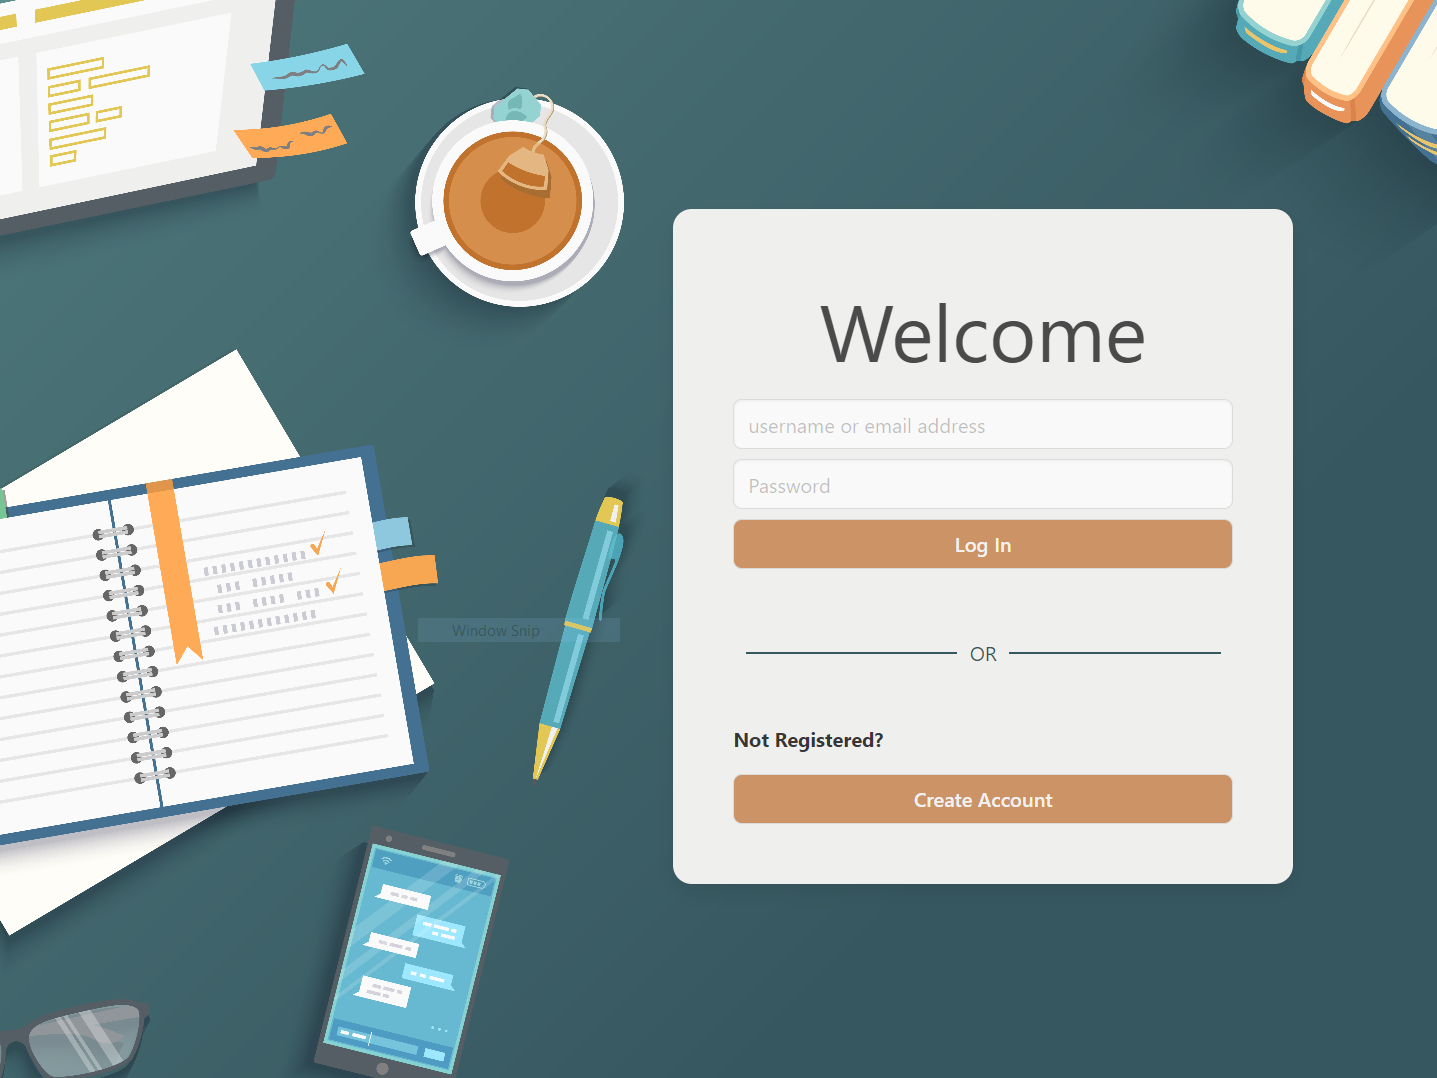 Welcome
username or email address
Password
Log In
Window Snip
OR
Not Registered?
Create Account